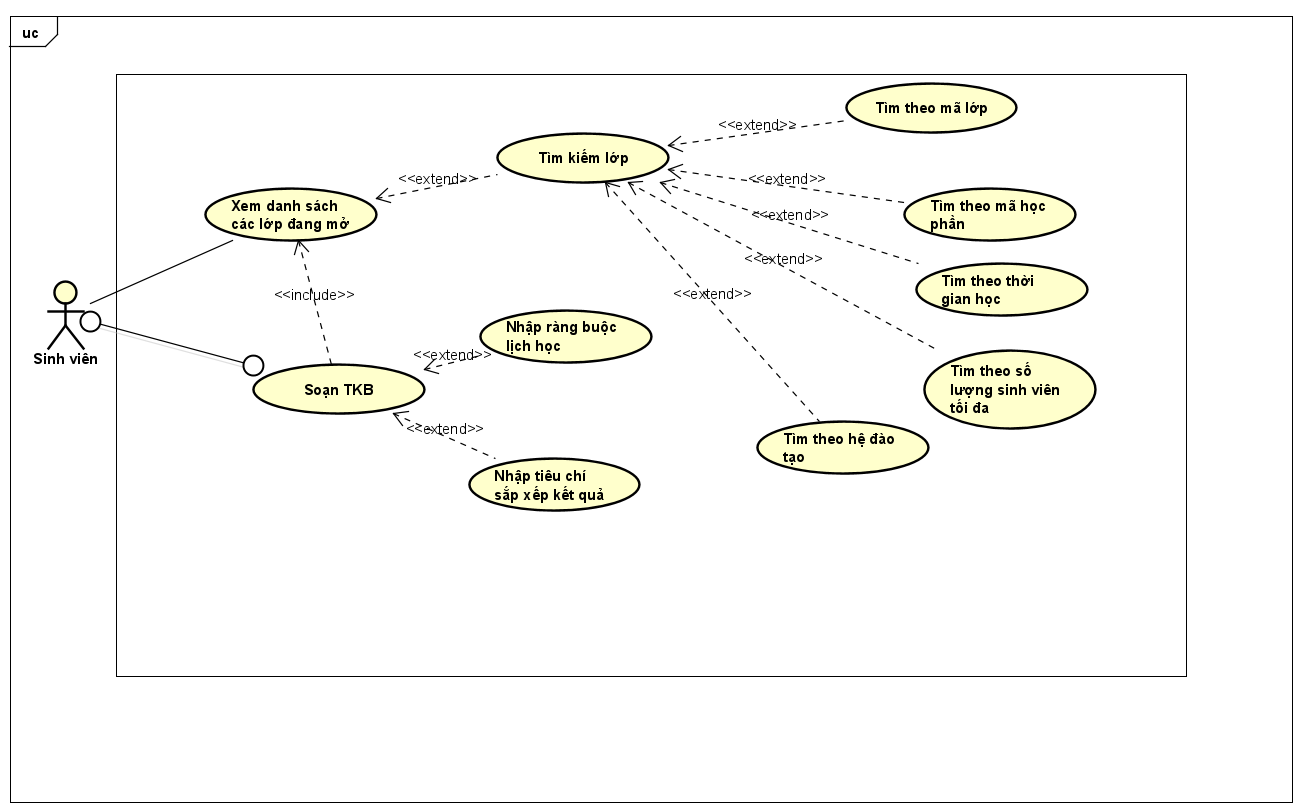 uc
Tìm theo mã lớp
<<extend>>
Tìm kiếm lớp
<<extend>>
<<extend>>
Xem danh sách
các lớp đang mở
Tìm theo mã học
phần
<<extend>>
<<extend>>
Tìm theo thời
gian học
<<include>>
<<extend>>
Nhập ràng buộc
lịch học
<<extend>>
Sinh viên
Soạn TKB
Tìm theo số
lượng sinh viên
tối đa
<<extend>>
Tìm theo hệ đào
tạo
Nhập tiêu chí
sắp xếp kết quả